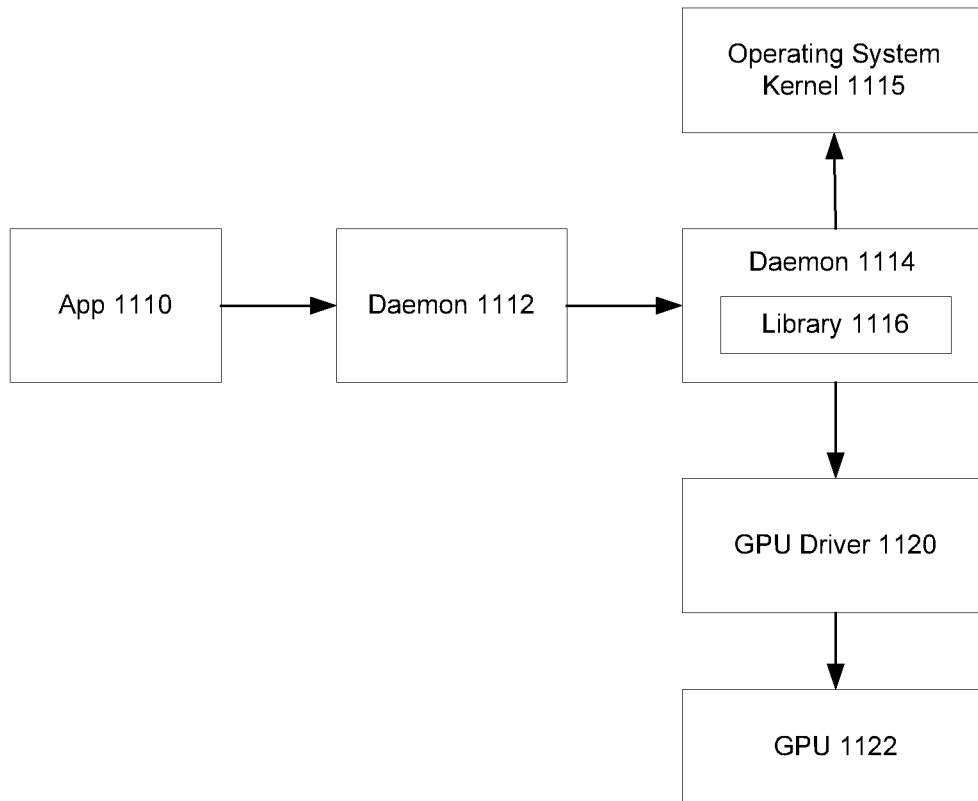 Operating System
Kernel 1115
App 1110
Daemon 1112
Daemon 1114
Library 1116
GPU Driver 1120
GPU 1122